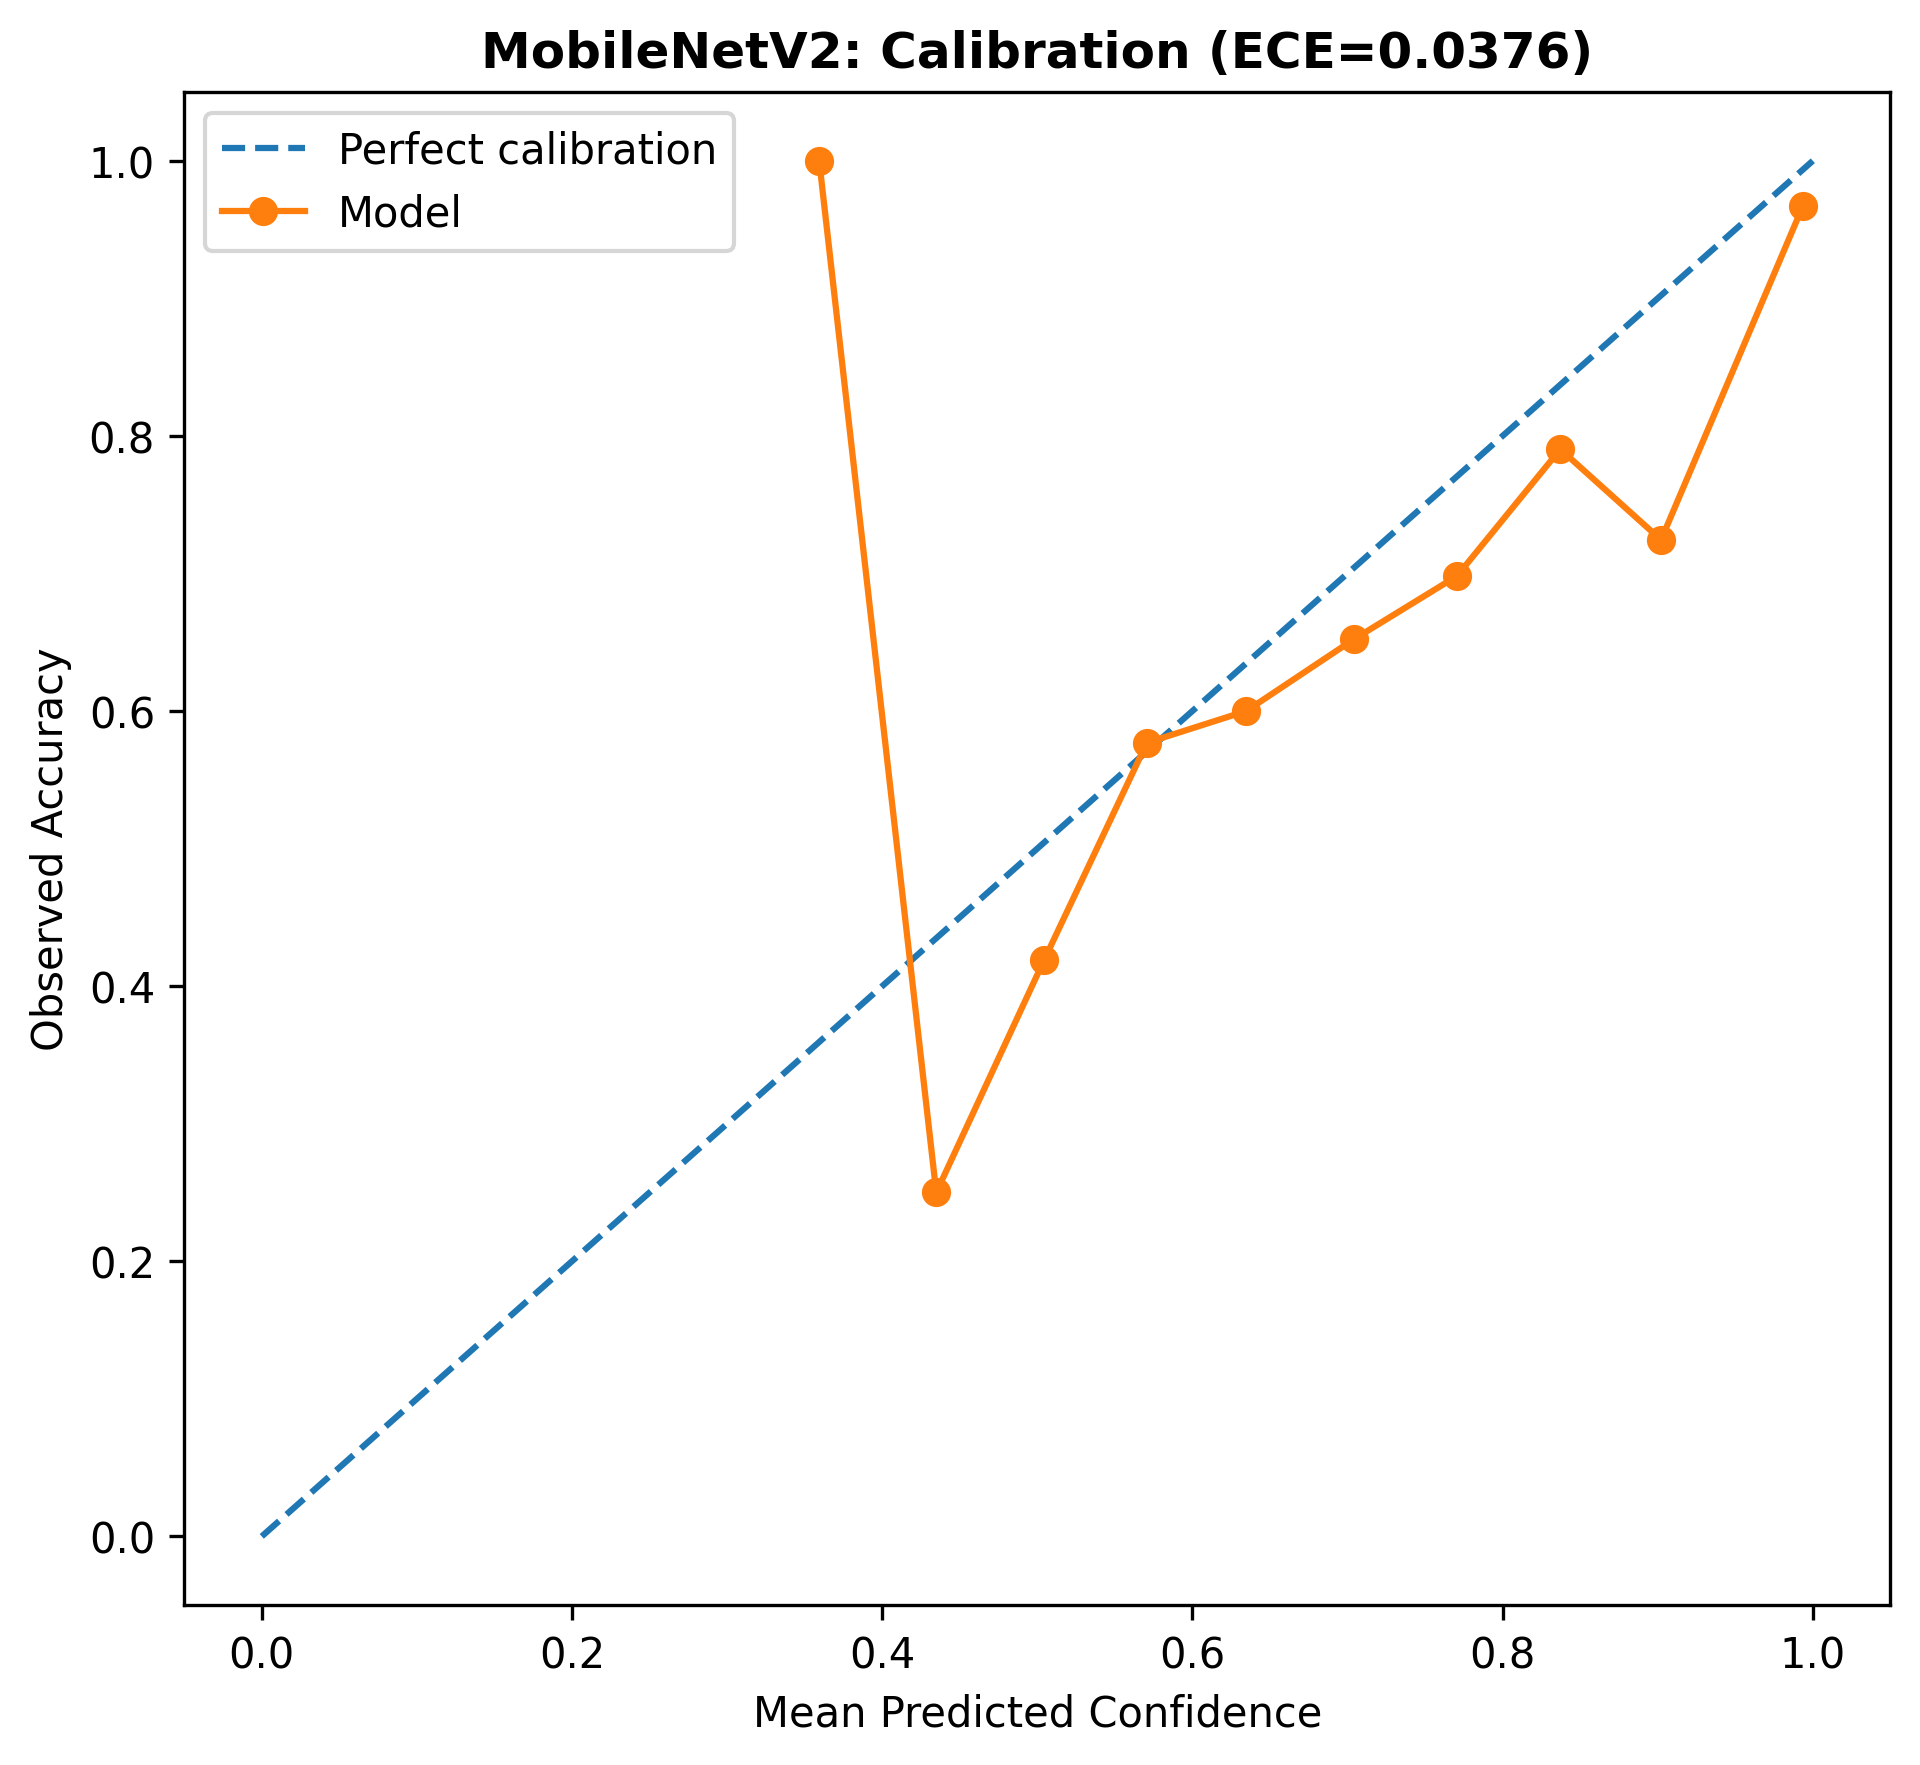 MobileNetV2: Calibration (ECE=0.0376)
Perfect calibration
Model
1.0
0.8
0.6
0.4
0.2
0.0
Observed Accuracy
0.0 0.2 0.4 0.6 0.8 1.0
Mean Predicted Confidence